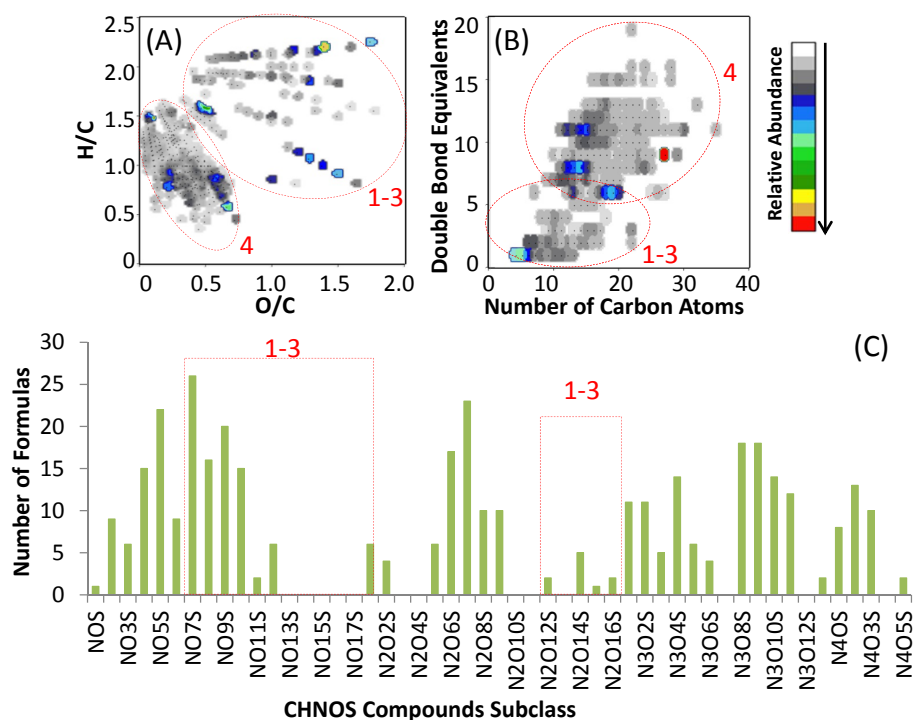 (A)
2.5
2.0
1.5
1.0
0.5
0
H/C
0
0.5
1.0
1.5
2.0
O/C
1-3
4
(B)
20
15
10
5
0
Double Bond Equivalents
0
10
20
30
40
Number of Carbon Atoms
4
1-3
Relative Abundance
(C)
30
25
20
15
10
5
0
Number of Formulas
1-3
1-3
NOS
NO3S
NO5S
NO7S
NO9S
NO11S
NO13S
NO15S
NO17S
N2O2S
N2O4S
N2O6S
N2O8S
N2O10S
N2O12S
N2O14S
N2O16S
N3O2S
N3O4S
N3O6S
N3O8S
N3O10S
N3O12S
N4OS
N4O3S
N4O5S
CHNOS Compounds Subclass